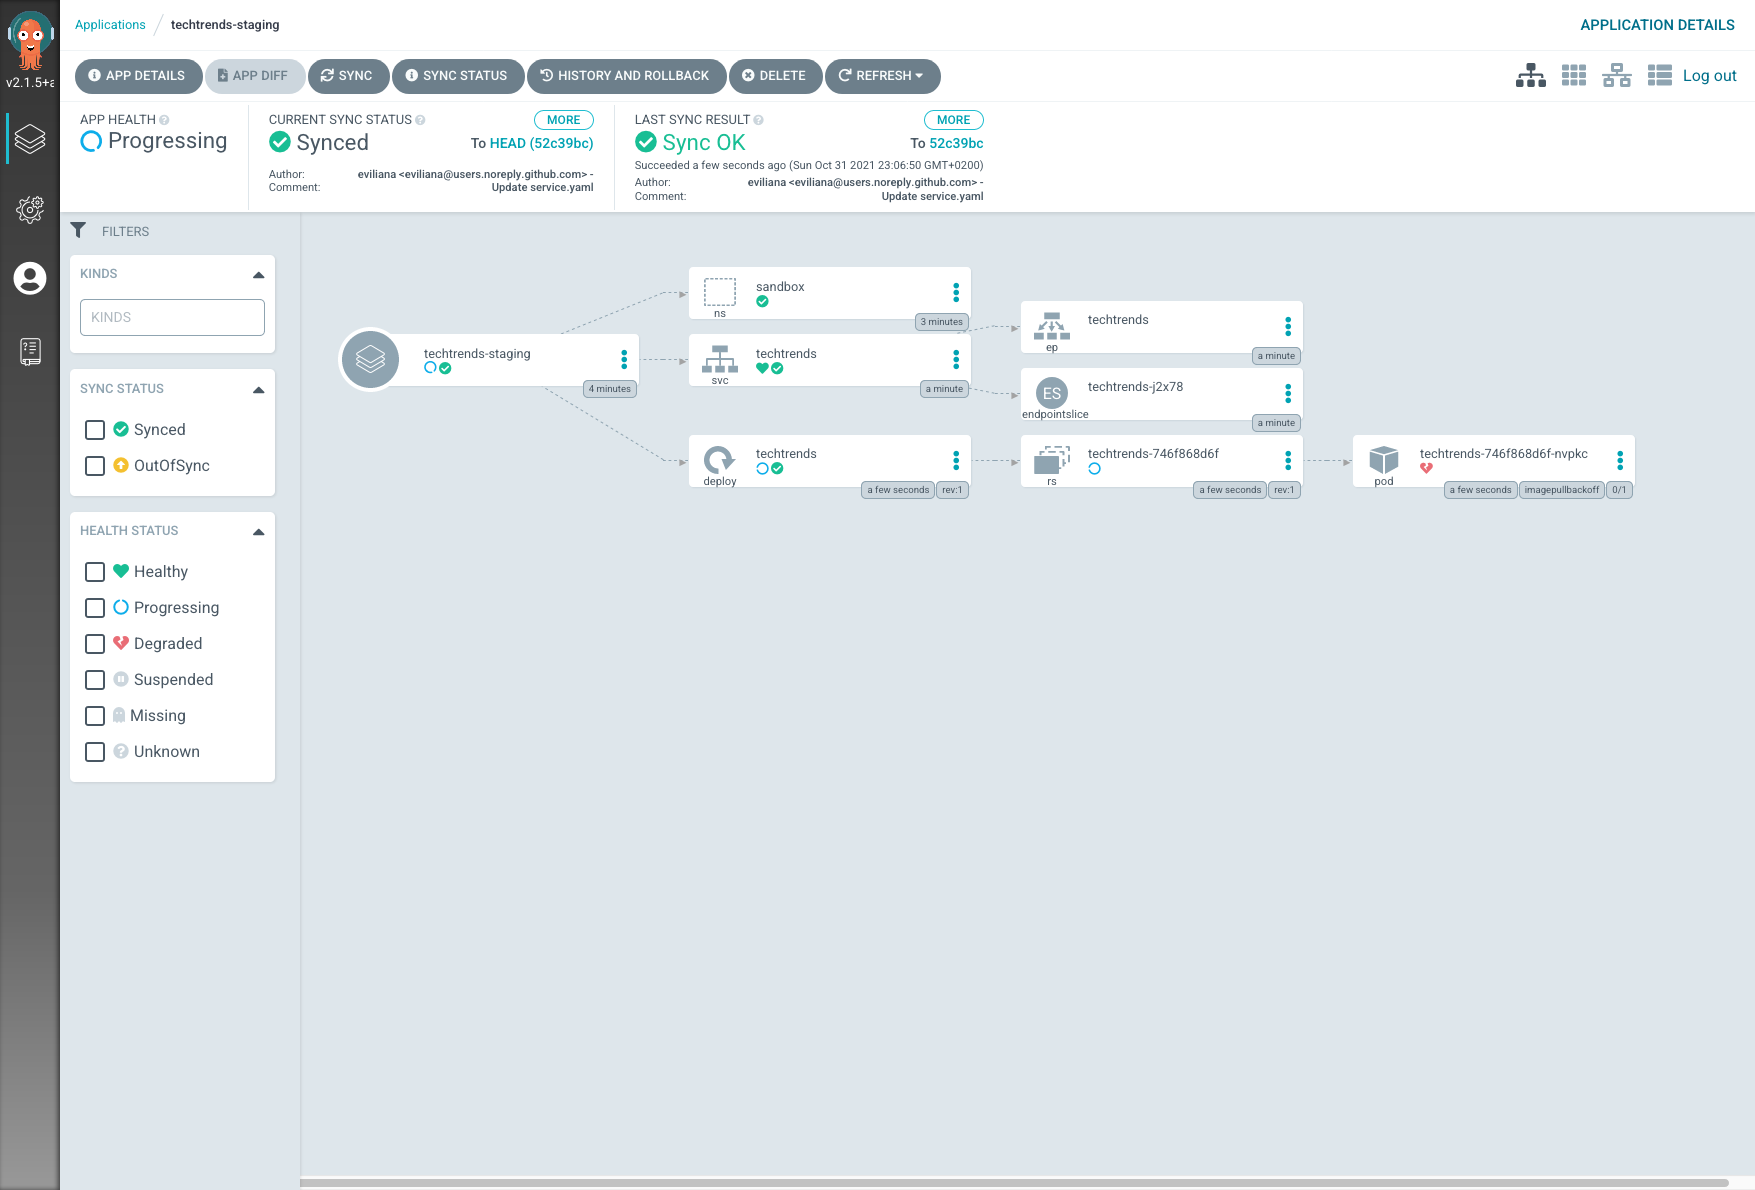 v2.1.5+a
Applications / techtrends-staging
APPLICATION DETAILS
APP DETAILS
APP DIFF
SYNC
SYNC STATUS
HISTORY AND ROLLBACK
DELETE
REFRESH
Log out
APP HEALTH
Progressing
CURRENT SYNC STATUS
MORE
Synced
To HEAD (52c39bc)
Author: eviliana <eviliana@users.noreply.github.com> -
Comment: Update service.yaml
LAST SYNC RESULT
MORE
Sync OK
To 52c39bc
Succeeded a few seconds ago (Sun Oct 31 2021 23:06:50 GMT+0200)
Author: eviliana <eviliana@users.noreply.github.com> -
Comment: Update service.yaml
FILTERS
KINDS
KINDS
SYNC STATUS
Synced
OutOfSync
HEALTH STATUS
Healthy
Progressing
Degraded
Suspended
Missing
Unknown
techtrends-staging
4 minutes
sandbox
ns
3 minutes
techtrends
svc
a minute
techtrends
ep
a minute
ES
techtrends-j2x78
endpointslice
a minute
techtrends
deploy
a few seconds
rev:1
techtrends-746f868d6f
rs
a few seconds
rev:1
techtrends-746f868d6f-nvpkc
pod
a few seconds
imagepullbackoff
0/1